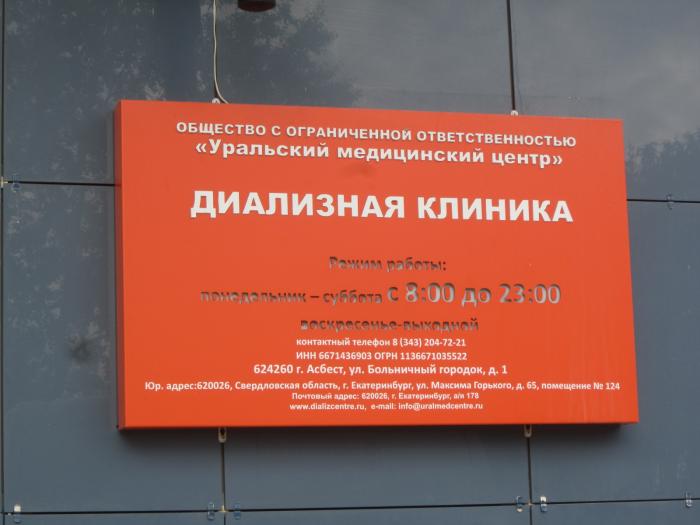 ОБЩЕСТВО С ОГРАНИЧЕННОЙ ОТВЕТСТВЕННОСТЬЮ
«Уральский медицинский центр»
ДИАЛИЗНАЯ КЛИНИКА
Режим работы:
понедельник – суббота с 8:00 до 23:00
воскресенье-выходной
контактный телефон 8 (343) 204-72-21
ИНН 6671436903 ОГРН 1136671035522
624260 г. Асбест, ул. Больничный городок, д. 1
Юр. адрес:620026, Свердловская область, г. Екатеринбург, ул. Максима Горького, д. 65, помещение № 124
Почтовый адрес: 620026, г. Екатеринбург, а/я 178
www.dializcentre.ru, e-mail: info@uralmedcentre.ru